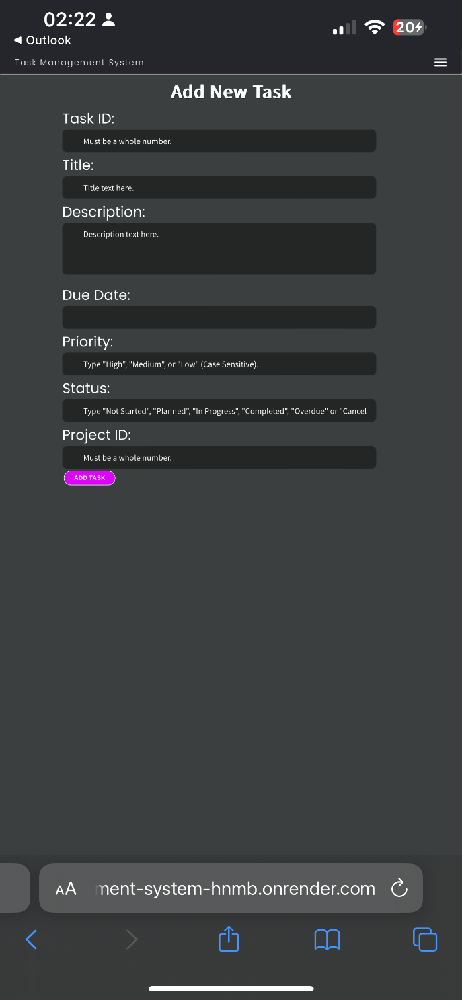 02:22
20
Outlook
Task Management System
Add New Task
Task ID:
Must be a whole number.
Title:
Title text here.
Description:
Description text here.
Due Date:
Priority:
Type "High", "Medium", or "Low" (Case Sensitive).
Status:
Type "Not Started", "Planned", "In Progress", "Completed", "Overdue" or "Cancel
Project ID:
Must be a whole number.
ADD TASK
AA ment-system-hnmb.onrender.com